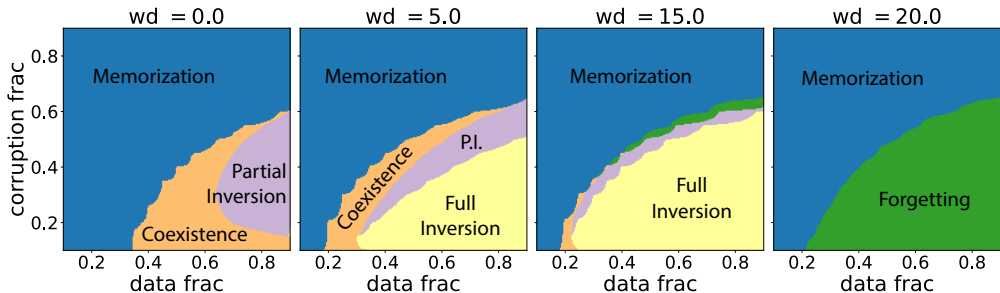 wd = 0.0
wd = 5.0
wd = 15.0
wd = 20.0
corruption frac
0.8
0.6
0.4
0.2
Memorization
Partial
Inversion
Coexistence
0.2 0.4 0.6 0.8
data frac
Memorization
P.I.
Coexistence
Full
Inversion
0.2 0.4 0.6 0.8
data frac
Memorization
Full
Inversion
0.2 0.4 0.6 0.8
data frac
Memorization
Forgetting
0.2 0.4 0.6 0.8
data frac